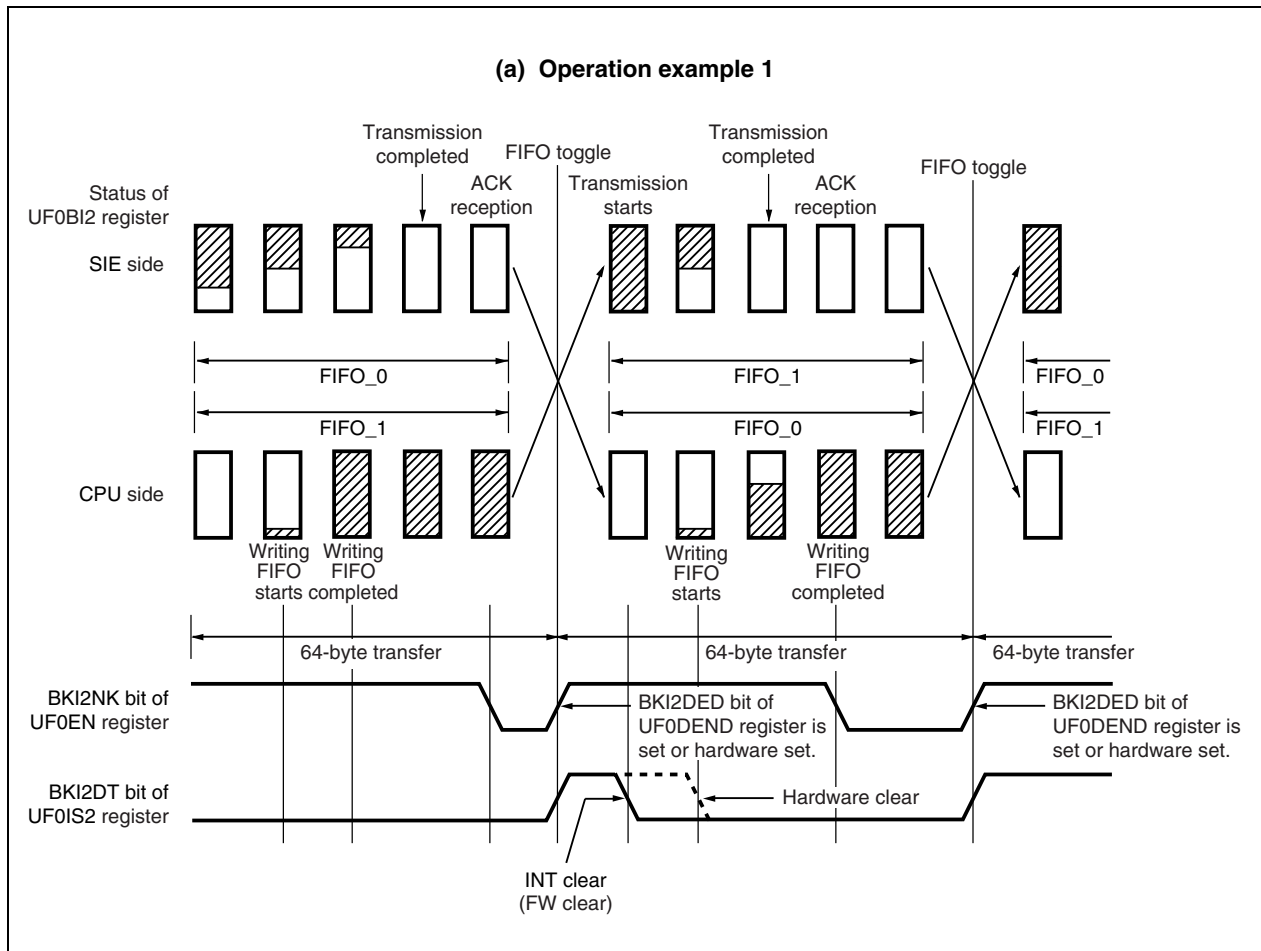 (a) Operation example 1
Transmission
completed
FIFO toggle
Transmission
completed
FIFO toggle
Status of
UF0BI2 register
ACK
reception
Transmission
starts
ACK
reception
SIE side
FIFO_0
FIFO_1
FIFO_0
FIFO_1
FIFO_0
FIFO_1
CPU side
Writing
FIFO
starts
Writing
FIFO
completed
Writing
FIFO
starts
Writing
FIFO
completed
64-byte transfer
64-byte transfer
64-byte transfer
BKI2NK bit of
UF0EN register
BKI2DED bit of
UF0DEND register is
set or hardware set.
BKI2DED bit of
UF0DEND register is
set or hardware set.
BKI2DT bit of
UF0IS2 register
Hardware clear
INT clear
(FW clear)